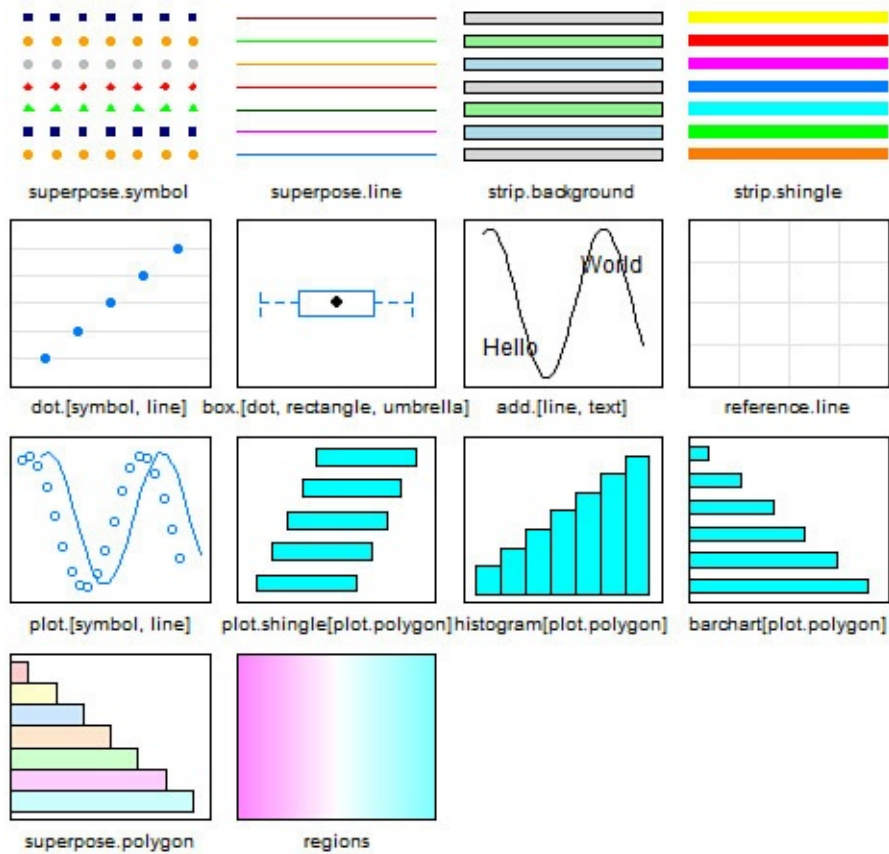 superpose.symbol
superpose.line
strip.background
strip.shingle
World
Hello
dot.[symbol, line]
box.[dot, rectangle, umbrella]
add.[line, text]
reference.line
plot.[symbol, line]
plot.shingle[plot.polygon]
histogram[plot.polygon]
barchart[plot.polygon]
superpose.polygon
regions